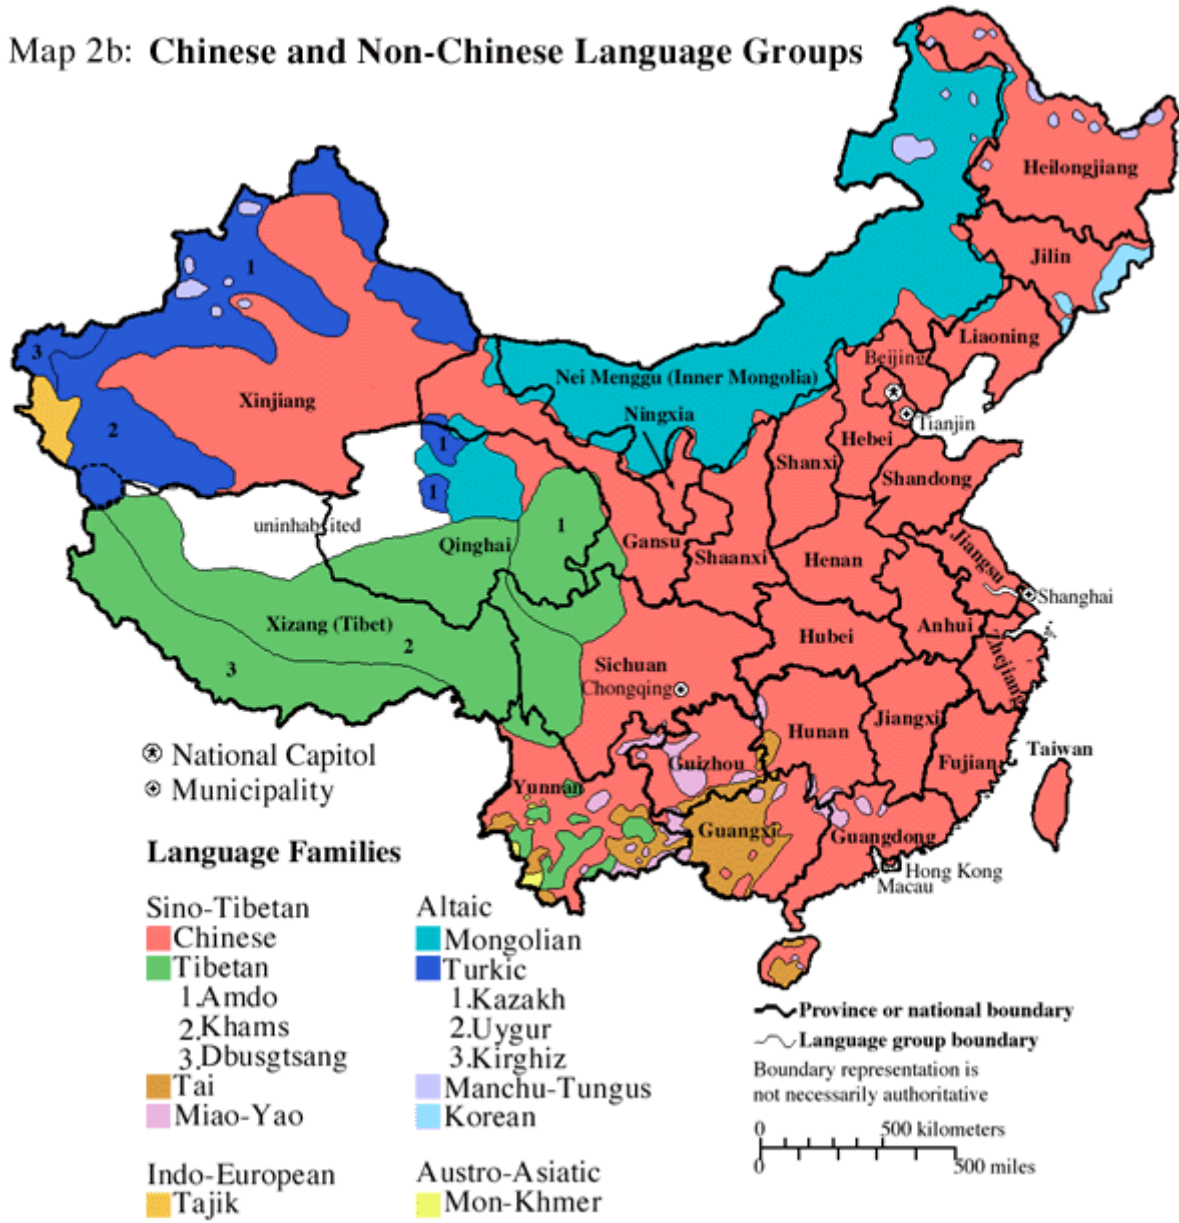 Map 2b: Chinese and Non-Chinese Language Groups
Heilongjiang
Jilin
Liaoning
Beijing
Tianjin
Nei Menggu (Inner Mongolia)
Ningxia
Hebei
Shanxi
Shandong
1
3
2
Xinjiang
1
1
uninhabited
Qinghai
1
Gansu
Shaanxi
Henan
Jiangsu
Shanghai
Xizang (Tibet)
2
3
Hubei
Anhui
Zhejiang
Sichuan
Chongqing
Hunan
Jiangxi
Fujian
Taiwan
Guizhou
Yunnan
Guangxi
Guangdong
Hong Kong
Macau
National Capitol
Municipality
Language Families
Sino-Tibetan
Chinese
Tibetan
1.Amdo
2.Khams
3.Dbusgtsang
Tai
Miao-Yao
Indo-European
Tajik
Altaic
Mongolian
Turkic
1.Kazakh
2.Uygur
3.Kirghiz
Manchu-Tungus
Korean
Austro-Asiatic
Mon-Khmer
Province or national boundary
Language group boundary
Boundary representation is
not necessarily authoritative
0 500 kilometers
0 500 miles